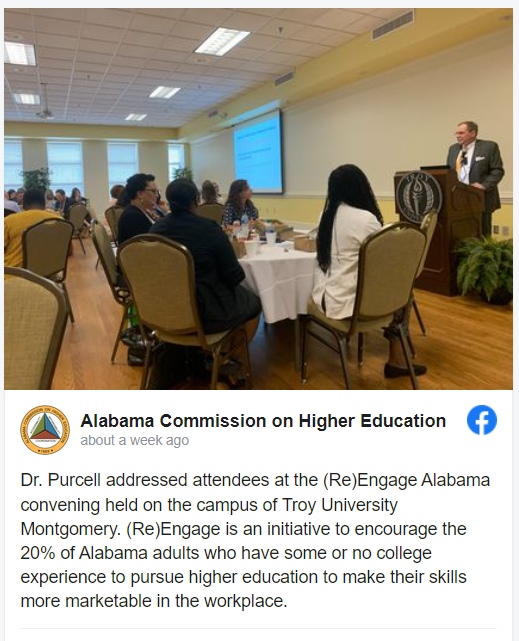 TROY
Alabama Commission on Higher Education
about a week ago
Dr. Purcell addressed attendees at the (Re)Engage Alabama
convening held on the campus of Troy University
Montgomery. (Re)Engage is an initiative to encourage the
20% of Alabama adults who have some or no college
experience to pursue higher education to make their skills
more marketable in the workplace.